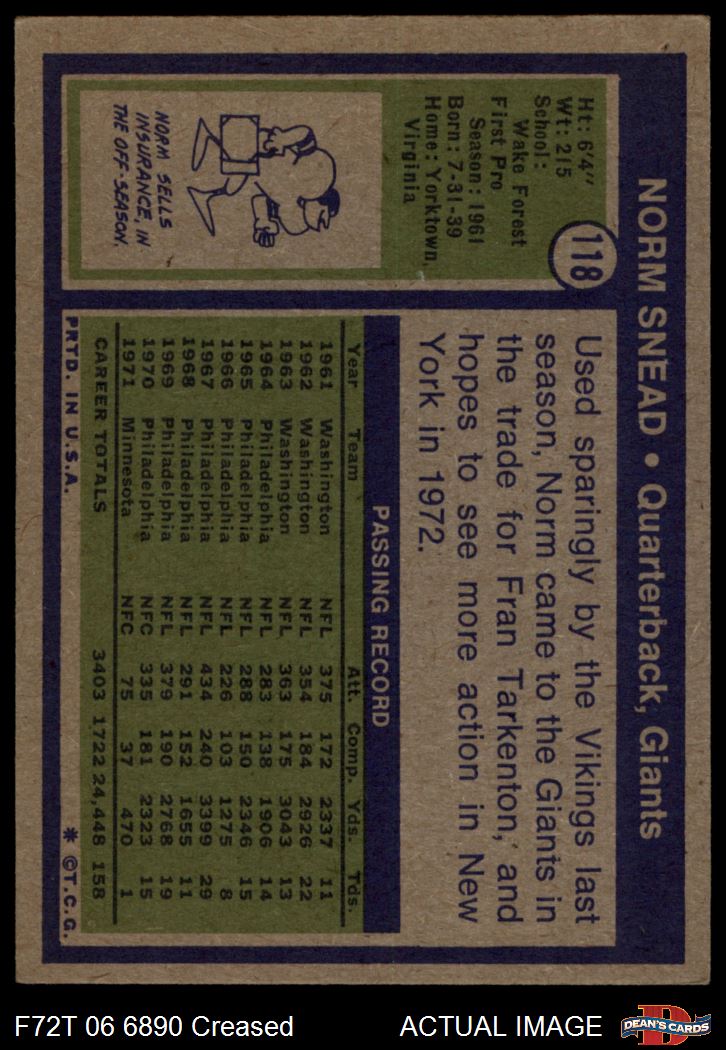 NORM SNEAD • Quarterback, Giants
118
Ht: 6'4"
Wt: 215
School:
Wake Forest
First Pro
Season: 1961
Born: 7-31-39
Home: Yorktown,
Virginia
NORM SELLS
INSURANCE, IN
THE OFF-SEASON.
Used sparingly by the Vikings last
season, Norm came to the Giants in
the trade for Fran Tarkenton, and
hopes to see more action in New
York in 1972.
PASSING RECORD
Year Team Att. Comp. Yds. Tds.
1961 Washington NFL 375 172 2337 11
1962 Washington NFL 354 184 2926 22
1963 Washington NFL 363 175 3043 13
1964 Philadelphia NFL 283 138 1906 14
1965 Philadelphia NFL 288 150 2346 15
1966 Philadelphia NFL 226 103 1275 8
1967 Philadelphia NFL 434 240 3399 29
1968 Philadelphia NFL 291 152 1655 11
1969 Philadelphia NFL 379 190 2768 19
1970 Philadelphia NFC 335 181 2323 15
1971 Minnesota NFC 75 37 470 1
CAREER TOTALS 3403 1722 24,448 158
PRTD. IN U.S.A. * ©T.C.G.
F72T 06 6890 Creased ACTUAL IMAGE
DEAN'S CARDS